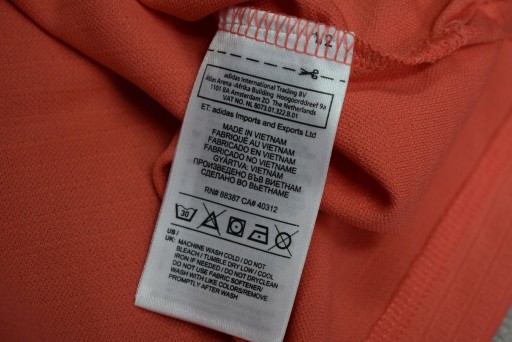 1/2
adidas International Trading BV
Atlas Arena -Afrika Building Hoogoorddreef 9a
1101 BA Amsterdam ZO The Netherlands
VAT NO. NL 8073.01.322.B.01
ET: adidas Imports and Exports Ltd
MADE IN VIETNAM
FABRIQUÉ AU VIETNAM
FABRICADO EN VIETNAM
FABRICADO NO VIETNAME
GYÁRTVA: VIETNAM
ПРОИЗВЕДЕНО ВЪВ ВИЕТНАМ
СДЕЛАНО ВО ВЬЕТНАМЕ
RN# 88387 CA# 40312
30
US /
UK: MACHINE WASH COLD / DO NOT
BLEACH / TUMBLE DRY LOW / COOL
IRON IF NEEDED / DO NOT DRYCLEAN
DO NOT USE FABRIC SOFTENER/
WASH WITH LIKE COLORS/REMOVE
PROMPTLY AFTER WASH